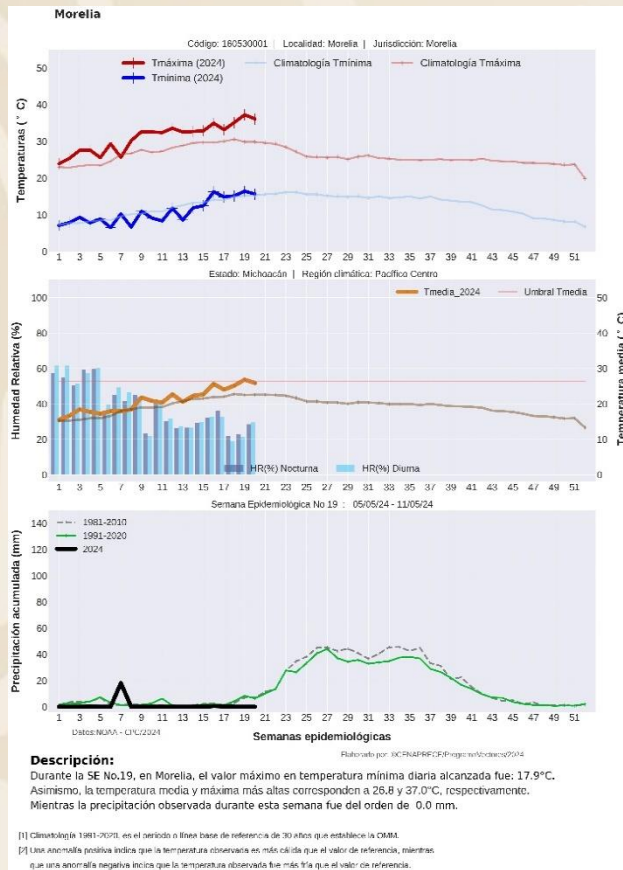 Morelia
Código: 160530001 | Localidad: Morelia | Jurisdicción: Morelia
Tmáxima (2024)
Tmínima (2024)
Climatología Tmínima
Climatología Tmáxima
Temperaturas (° C)
50
40
30
20
10
0
1 3 5 7 9 11 13 15 17 19 21 23 25 27 29 31 33 35 37 39 41 43 45 47 49 51
Estado: Michoacán | Región climática: Pacífico Centro
Tmedia_2024
Umbral Tmedia
Humedad Relativa (%)
100
80
60
40
20
0
Temperatura media (° C)
50
40
30
20
10
0
HR(%) Nocturna
HR(%) Diurna
1 3 5 7 9 11 13 15 17 19 21 23 25 27 29 31 33 35 37 39 41 43 45 47 49 51
Semana Epidemiológica No 19 : 05/05/24 - 11/05/24
1981-2010
1991-2020
2024
Precipitación acumulada (mm)
140
120
100
80
60
40
20
0
1 3 5 7 9 11 13 15 17 19 21 23 25 27 29 31 33 35 37 39 41 43 45 47 49 51
Datos:NOAA - CPC/2024
Semanas epidemiológicas
Elaborado por: ©CENAPRECE/ProgramaVectores/2024
Descripción:
Durante la SE No.19, en Morelia, el valor máximo en temperatura mínima diaria alcanzada fue: 17.9°C.
Asimismo, la temperatura media y máxima más altas corresponden a 26.8 y 37.0°C, respectivamente.
Mientras la precipitación observada durante esta semana fue del orden de 0.0 mm.
[1] Climatología 1991-2020, es el periodo o línea base de referencia de 30 años que establece la OMM.
[2] Una anomalía positiva indica que la temperatura observada es más cálida que el valor de referencia, mientras
que una anomalía negativa indica que la temperatura observada fue más fría que el valor de referencia.